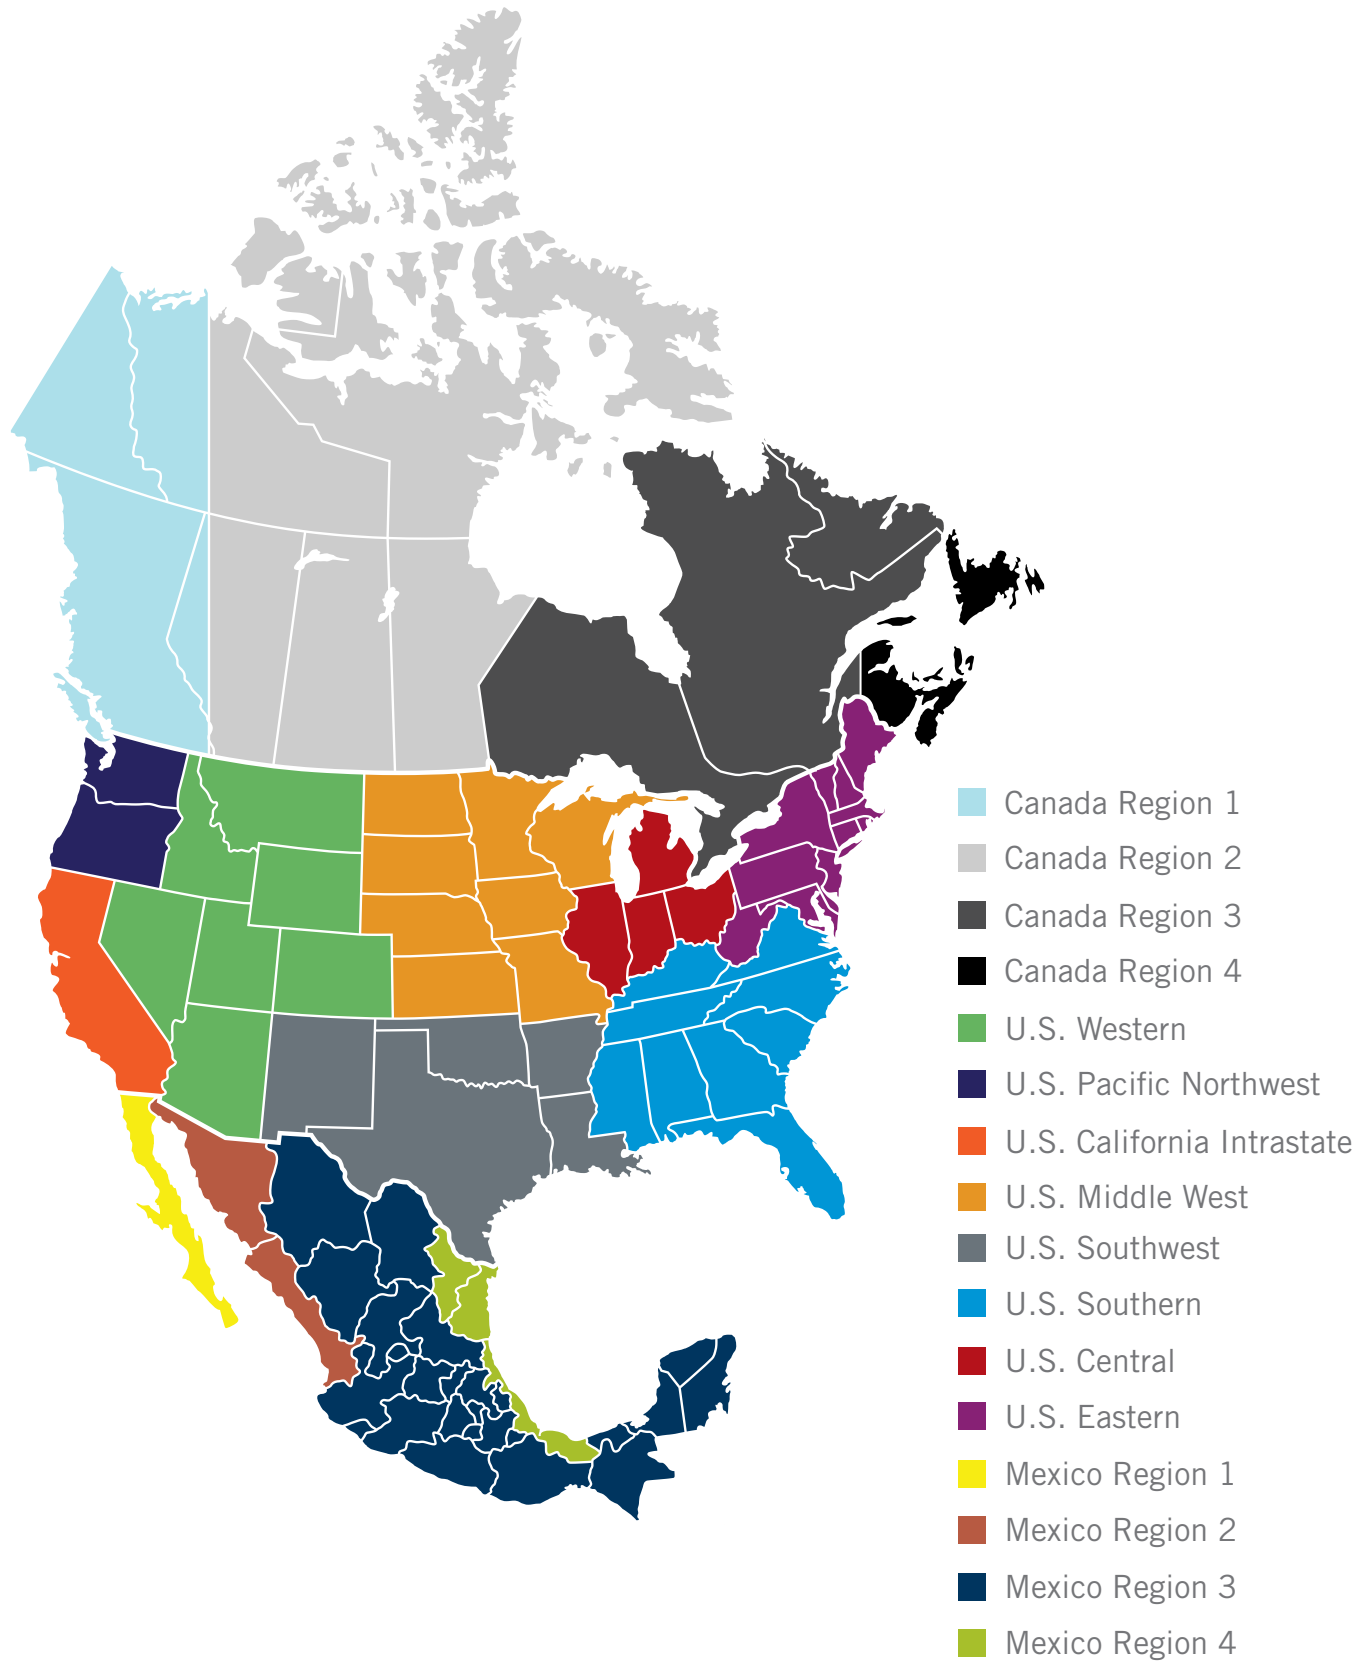 Canada Region 1
Canada Region 2
Canada Region 3
Canada Region 4
U.S. Western
U.S. Pacific Northwest
U.S. California Intrastate
U.S. Middle West
U.S. Southwest
U.S. Southern
U.S. Central
U.S. Eastern
Mexico Region 1
Mexico Region 2
Mexico Region 3
Mexico Region 4